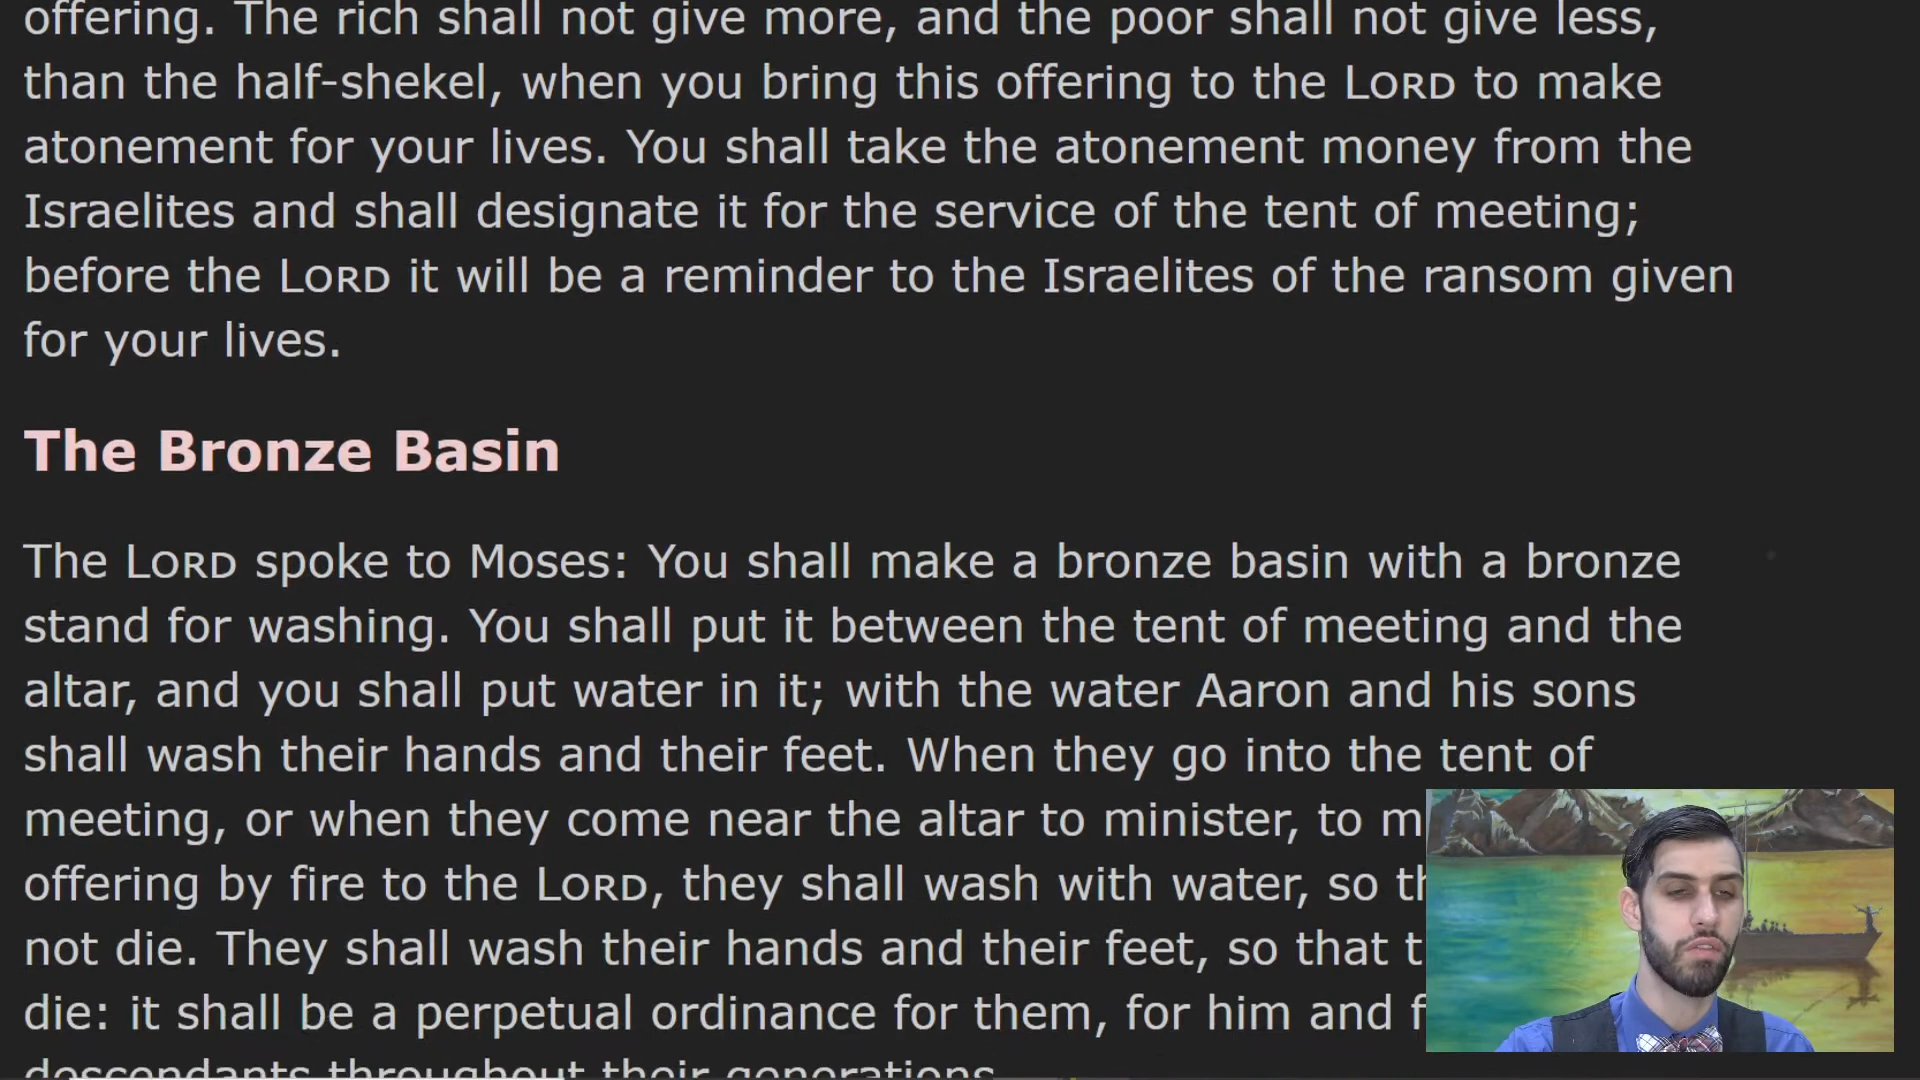 offering. The rich shall not give more, and the poor shall not give less,
than the half-shekel, when you bring this offering to the LORD to make
atonement for your lives. You shall take the atonement money from the
Israelites and shall designate it for the service of the tent of meeting;
before the LORD it will be a reminder to the Israelites of the ransom given
for your lives.
The Bronze Basin
The LORD spoke to Moses: You shall make a bronze basin with a bronze
stand for washing. You shall put it between the tent of meeting and the
altar, and you shall put water in it; with the water Aaron and his sons
shall wash their hands and their feet. When they go into the tent of
meeting, or when they come near the altar to minister, to m
offering by fire to the LORD, they shall wash with water, so th
not die. They shall wash their hands and their feet, so that t
die: it shall be a perpetual ordinance for them, for him and f
descendants throughout their generations.